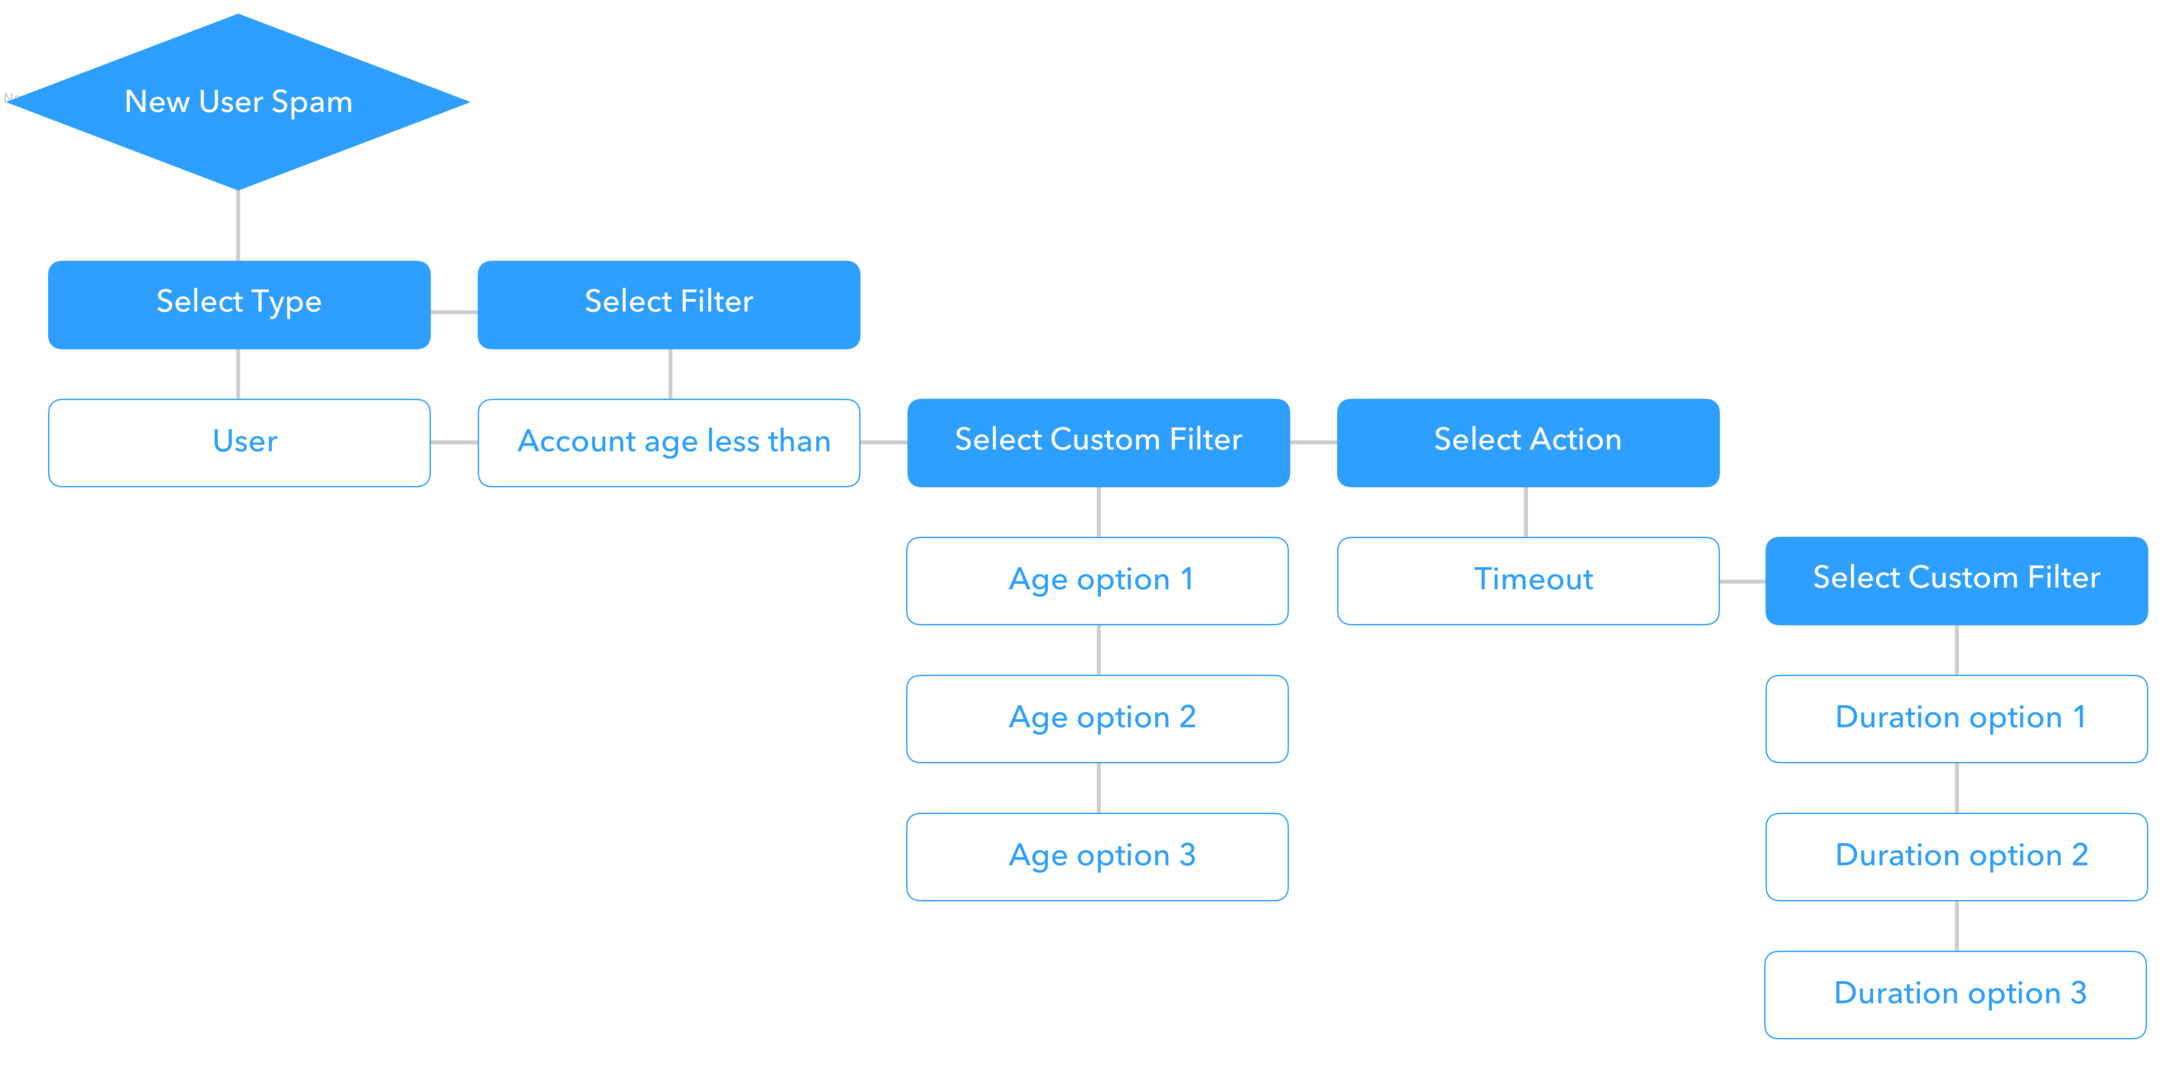 New User Spam
Select Type
Select Filter
User
Account age less than
Select Custom Filter
Select Action
Age option 1
Timeout
Select Custom Filter
Age option 2
Duration option 1
Age option 3
Duration option 2
Duration option 3